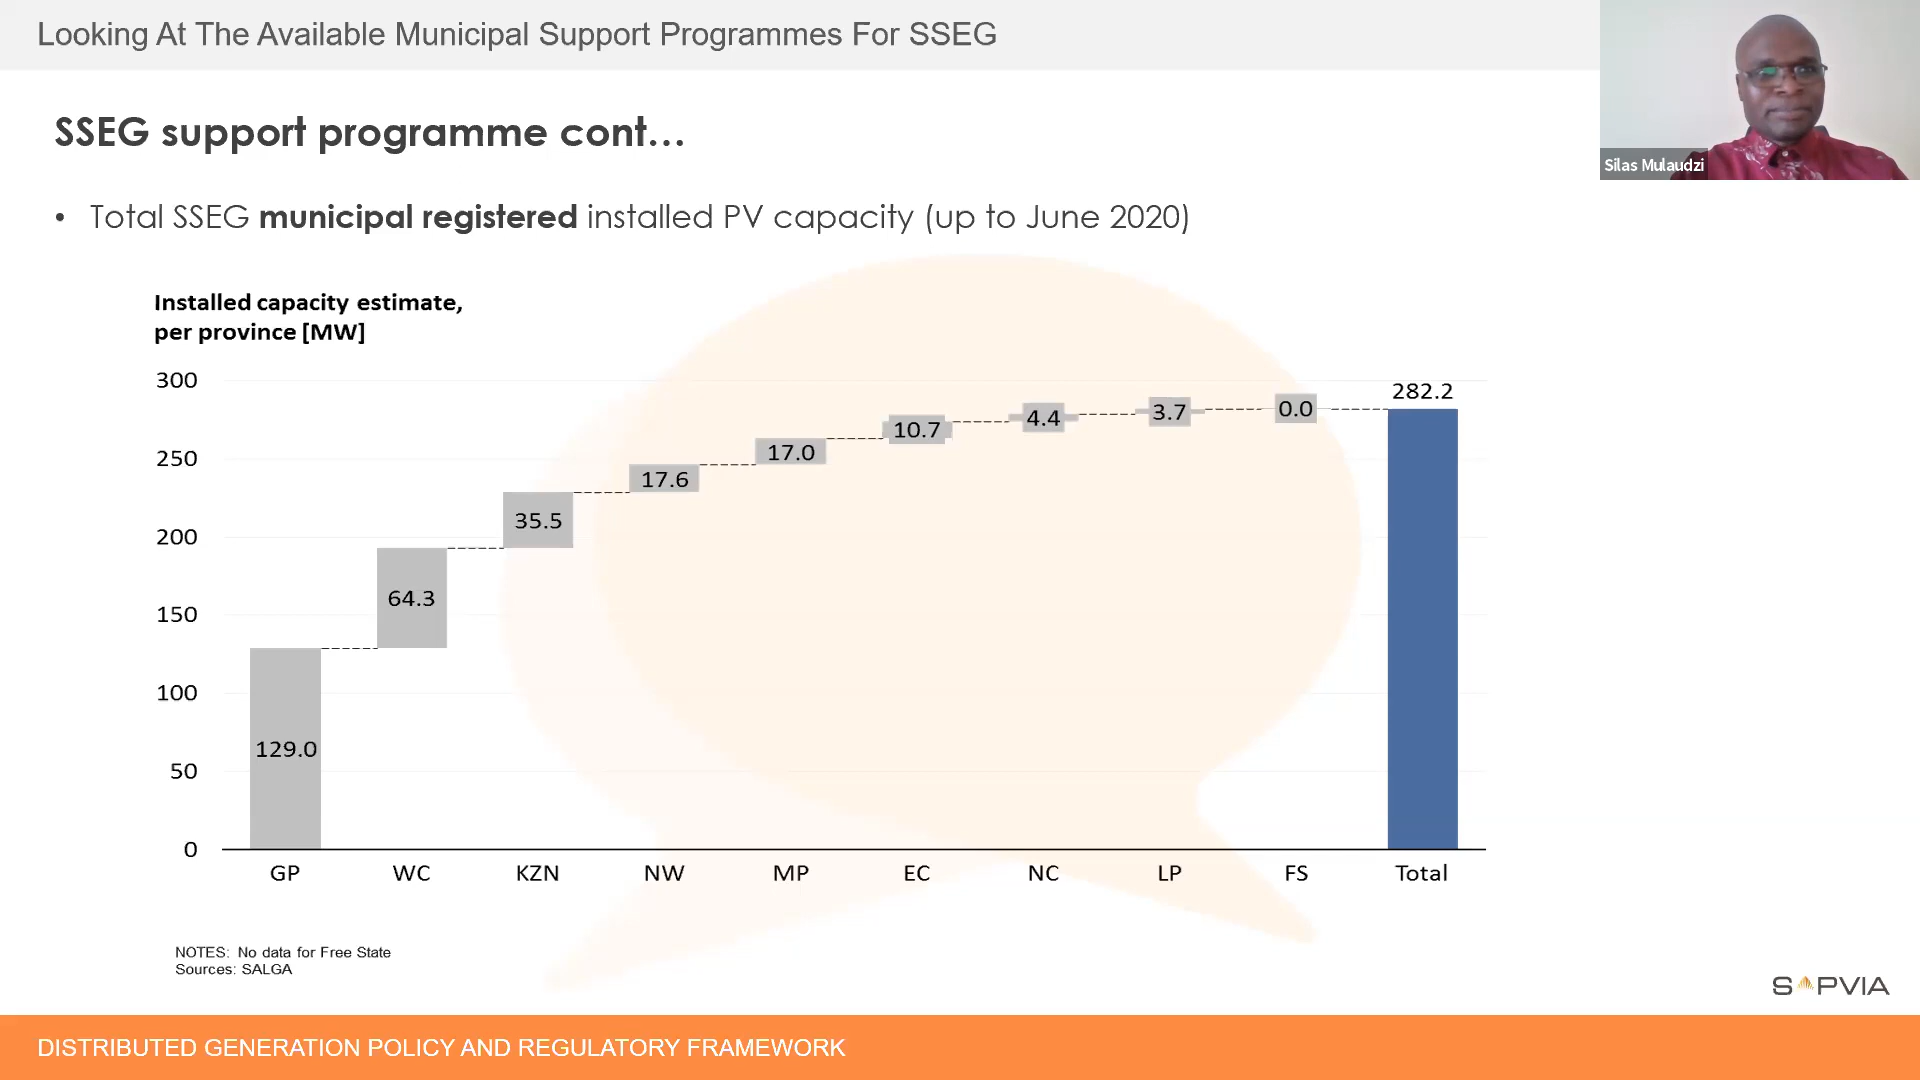 Looking At The Available Municipal Support Programmes For SSEG
Silas Mulaudzi
SSEG support programme cont…
• Total SSEG municipal registered installed PV capacity (up to June 2020)
Installed capacity estimate,
per province [MW]
300
250
200
150
100
50
0
129.0
64.3
35.5
17.6
17.0
10.7
4.4
3.7
0.0
282.2
GP
WC
KZN
NW
MP
EC
NC
LP
FS
Total
NOTES: No data for Free State
Sources: SALGA
SAPVIA
DISTRIBUTED GENERATION POLICY AND REGULATORY FRAMEWORK